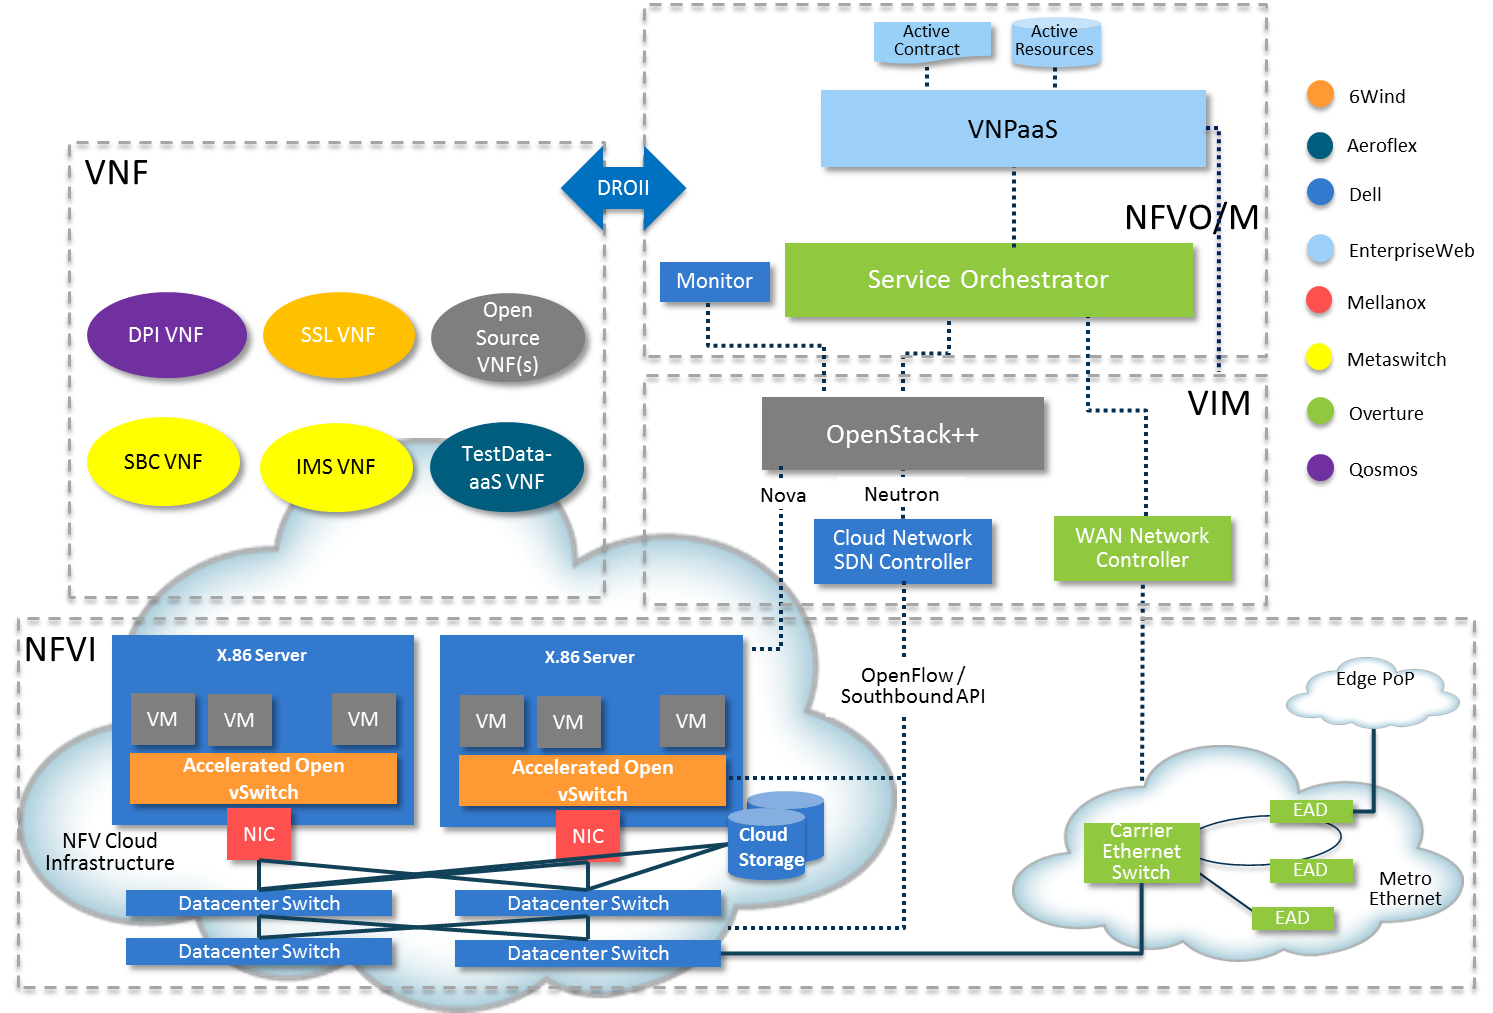 Active
Contract
Active
Resources
VNPaaS
NFVO/M
VNF
DROII
Monitor
Service Orchestrator
DPI VNF
SSL VNF
Open
Source
VNF(s)
SBC VNF
IMS VNF
TestData-
aaS VNF
VIM
OpenStack++
Nova
Neutron
Cloud Network
SDN Controller
WAN Network
Controller
6Wind
Aeroflex
Dell
EnterpriseWeb
Mellanox
Metaswitch
Overture
Qosmos
NFVI
X.86 Server
VM
VM
VM
Accelerated Open
vSwitch
NIC
X.86 Server
VM
VM
VM
Accelerated Open
vSwitch
NIC
NFV Cloud
Infrastructure
Cloud
Storage
Datacenter Switch
Datacenter Switch
Datacenter Switch
Datacenter Switch
OpenFlow /
Southbound API
Edge PoP
Carrier
Ethernet
Switch
EAD
EAD
EAD
Metro
Ethernet